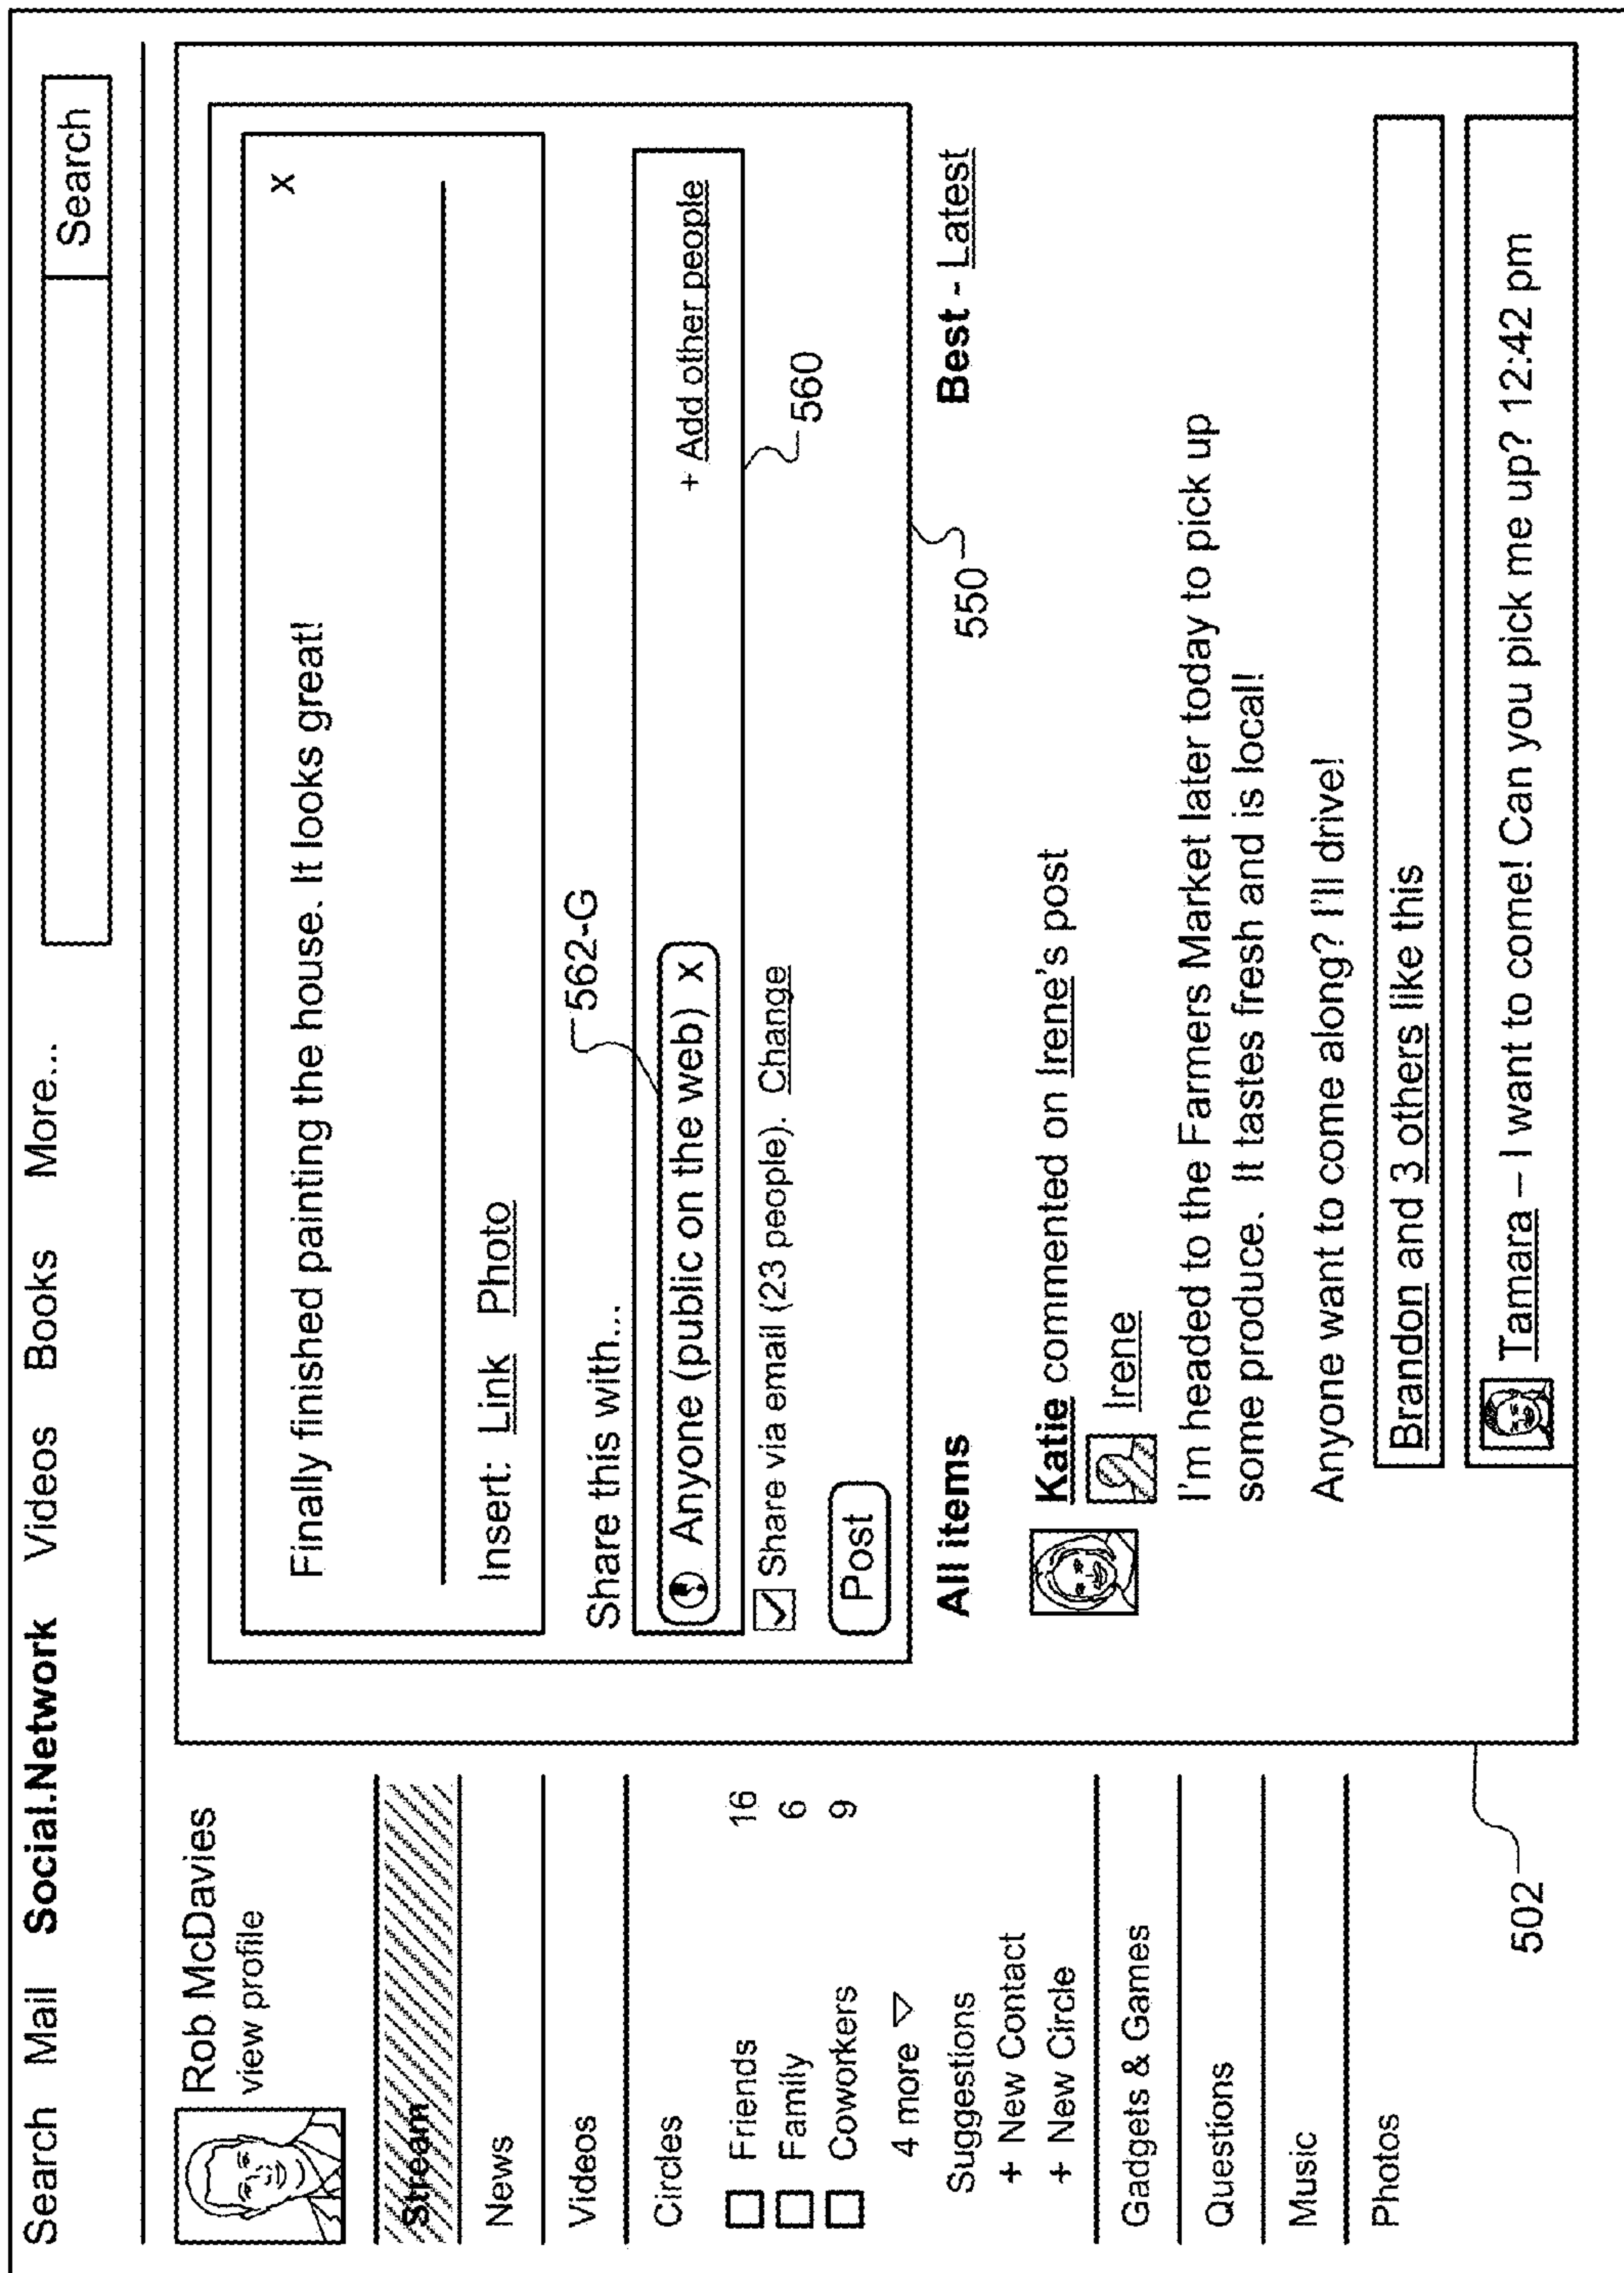 Search Mail Social.Network Videos Books More...
Search
Rob McDavies
view profile
Stream
News
Videos
Circles
Friends 16
Family 6
Coworkers 9
4 more
Suggestions
+ New Contact
+ New Circle
Gadgets & Games
Questions
Music
Photos
502
X
Finally finished painting the house. It looks great!
Insert: Link Photo
Share this with...
562-G
Anyone (public on the web) X
+ Add other people
Share via email (23 people). Change
560
Post
550
All items
Best - Latest
Katie commented on Irene's post
Irene
I'm headed to the Farmers Market later today to pick up
some produce. It tastes fresh and is local!
Anyone want to come along? I'll drive!
Brandon and 3 others like this
Tamara – I want to come! Can you pick me up? 12:42 pm